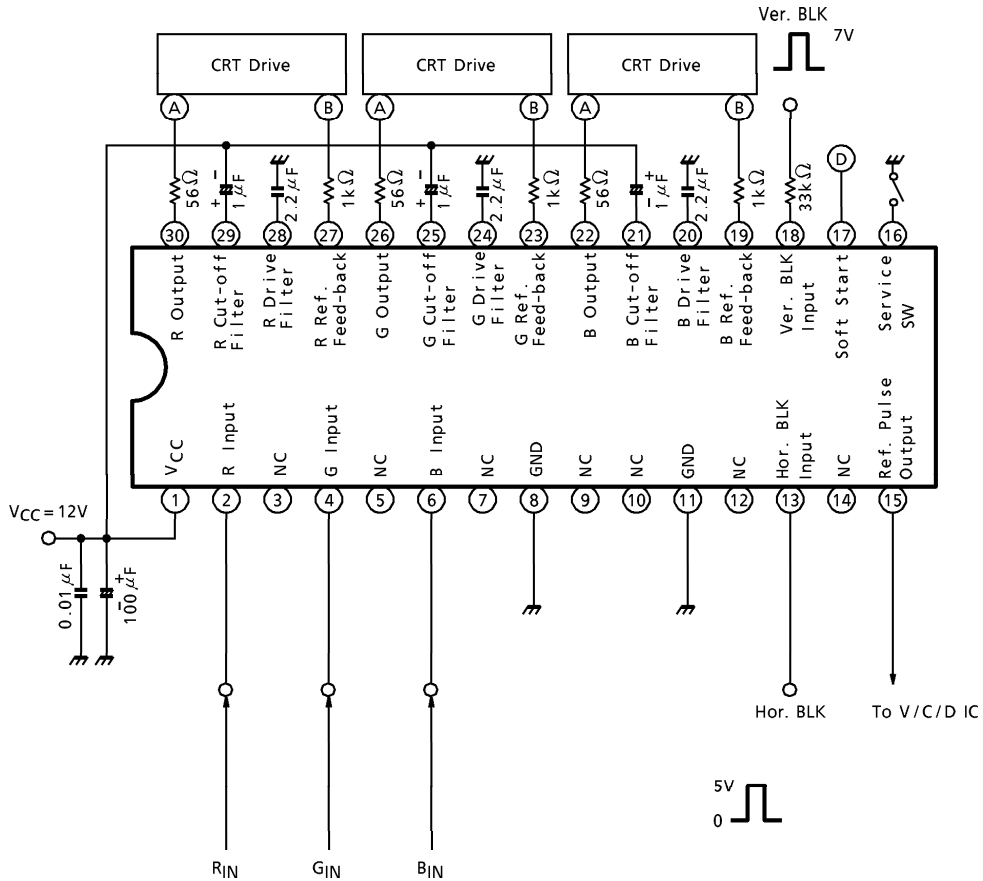 Ver. BLK
7V
CRT Drive
CRT Drive
CRT Drive
A
B
A
B
A
B
D
56Ω
+ −
1μF
2.2μF
1kΩ
56Ω
+ −
1μF
2.2μF
1kΩ
56Ω
− +
1μF
2.2μF
1kΩ
33kΩ
30
29
28
27
26
25
24
23
22
21
20
19
18
17
16
R Output
R Cut-off
Filter
R Drive
Filter
R Ref.
Feed-back
G Output
G Cut-off
Filter
G Drive
Filter
G Ref.
Feed-back
B Output
B Cut-off
Filter
B Drive
Filter
B Ref.
Feed-back
Ver. BLK
Input
Soft Start
Service
SW
VCC
R Input
NC
G Input
NC
B Input
NC
GND
NC
NC
GND
NC
Hor. BLK
Input
NC
Ref. Pulse
Output
1
2
3
4
5
6
7
8
9
10
11
12
13
14
15
VCC = 12V
0.01μF
− +
100μF
Hor. BLK
To V/C/D IC
5V
0
RIN
GIN
BIN